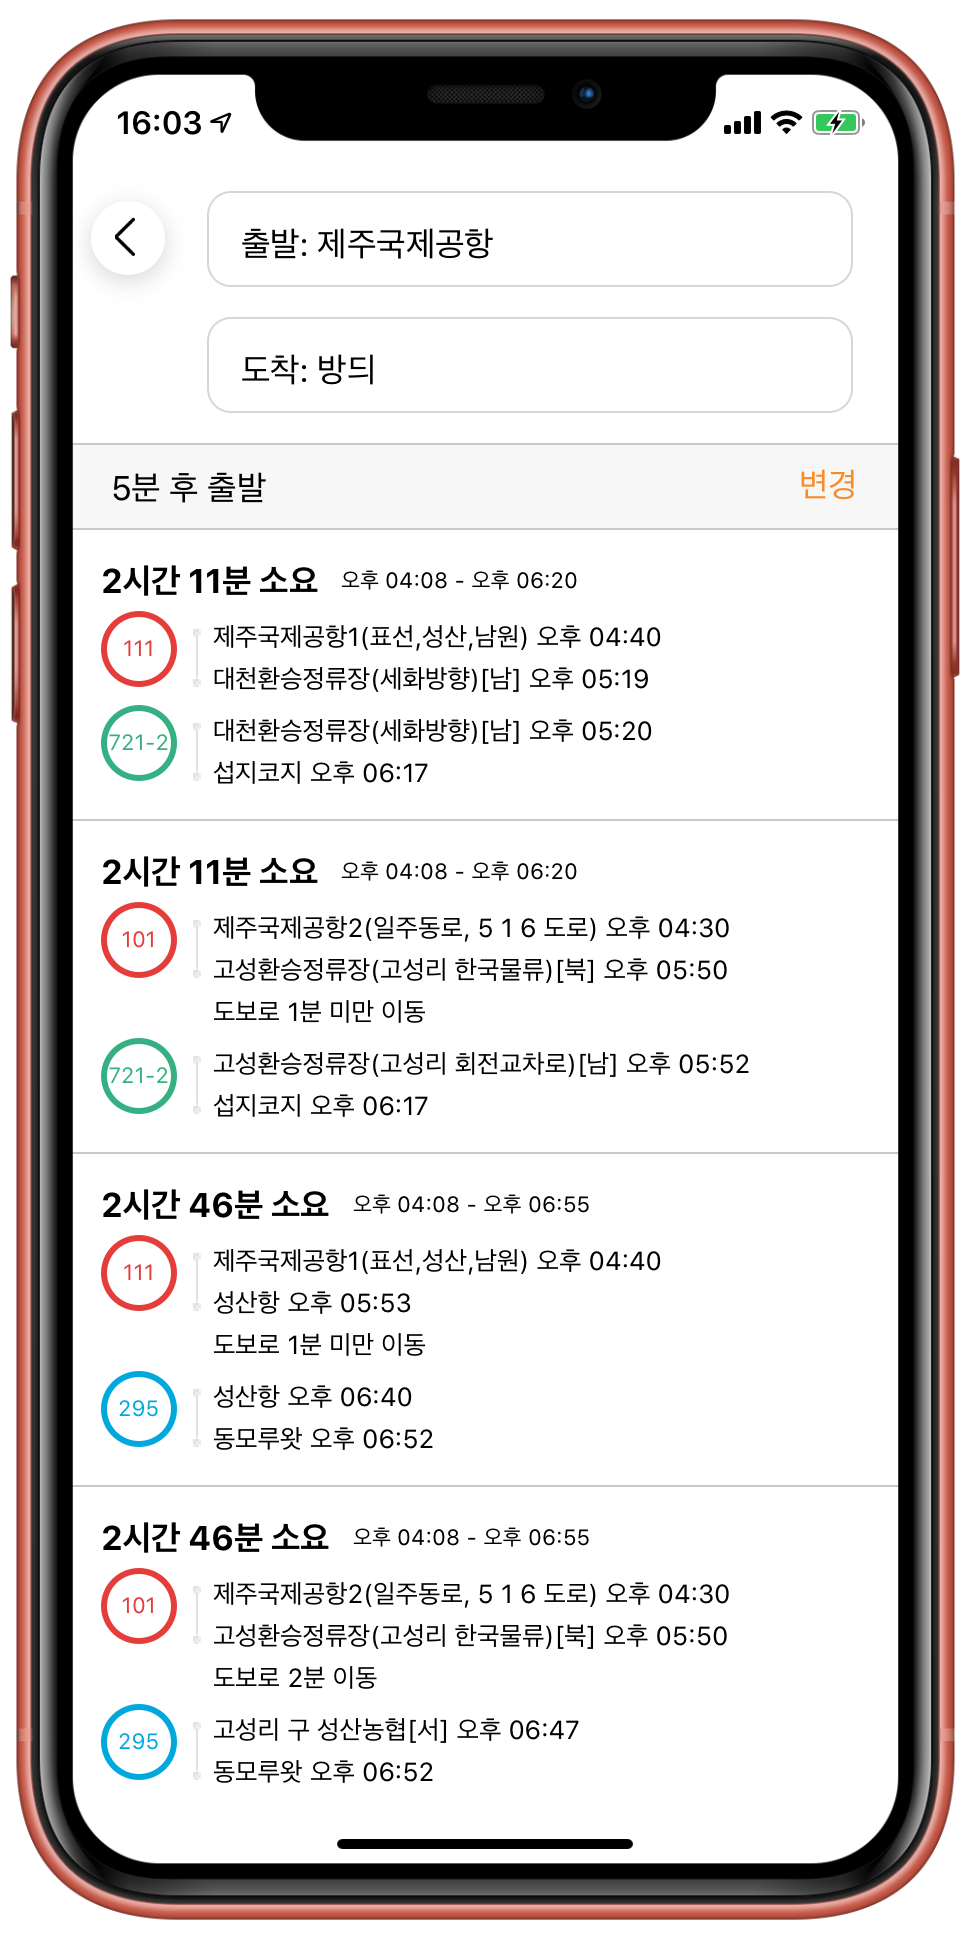 16:03
출발: 제주국제공항
도착: 방듸
5분 후 출발 변경
2시간 11분 소요 오후 04:08 - 오후 06:20
111
제주국제공항1(표선,성산,남원) 오후 04:40
대천환승정류장(세화방향)[남] 오후 05:19
721-2
대천환승정류장(세화방향)[남] 오후 05:20
섭지코지 오후 06:17
2시간 11분 소요 오후 04:08 - 오후 06:20
101
제주국제공항2(일주동로, 5 1 6 도로) 오후 04:30
고성환승정류장(고성리 한국물류)[북] 오후 05:50
도보로 1분 미만 이동
721-2
고성환승정류장(고성리 회전교차로)[남] 오후 05:52
섭지코지 오후 06:17
2시간 46분 소요 오후 04:08 - 오후 06:55
111
제주국제공항1(표선,성산,남원) 오후 04:40
성산항 오후 05:53
도보로 1분 미만 이동
295
성산항 오후 06:40
동모루왓 오후 06:52
2시간 46분 소요 오후 04:08 - 오후 06:55
101
제주국제공항2(일주동로, 5 1 6 도로) 오후 04:30
고성환승정류장(고성리 한국물류)[북] 오후 05:50
도보로 2분 이동
295
고성리 구 성산농협[서] 오후 06:47
동모루왓 오후 06:52